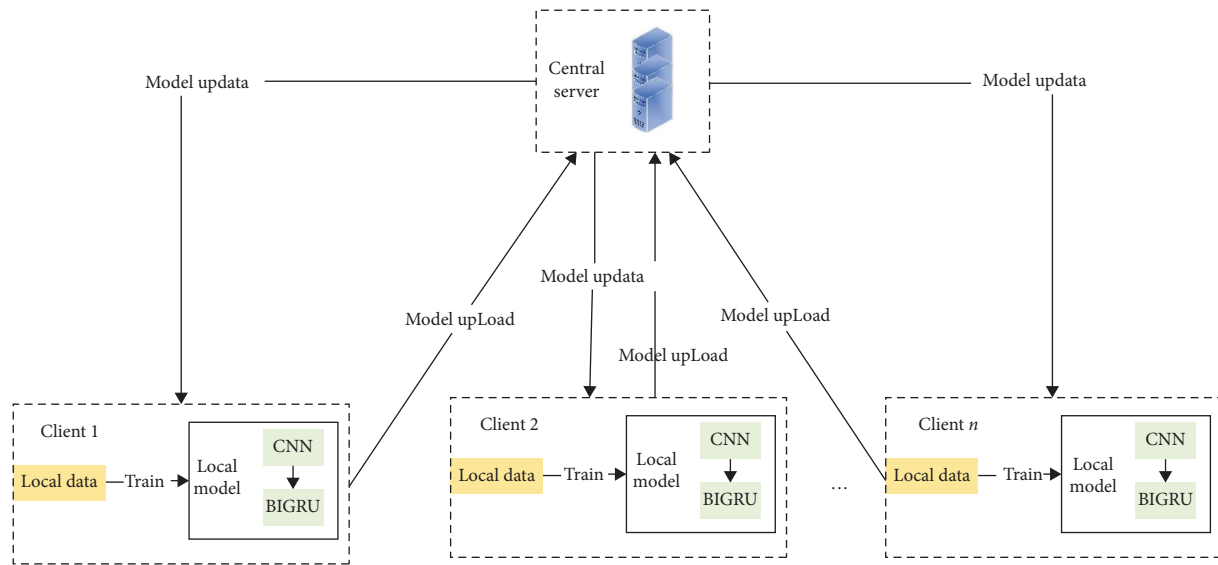 Central
server
Model updata
Model updata
Model updata
Model upLoad
Model upLoad
Model upLoad
Client 1
Local data
Train
Local
model
CNN
BIGRU
Client 2
Local data
Train
Local
model
CNN
BIGRU
...
Client n
Local data
Train
Local
model
CNN
BIGRU